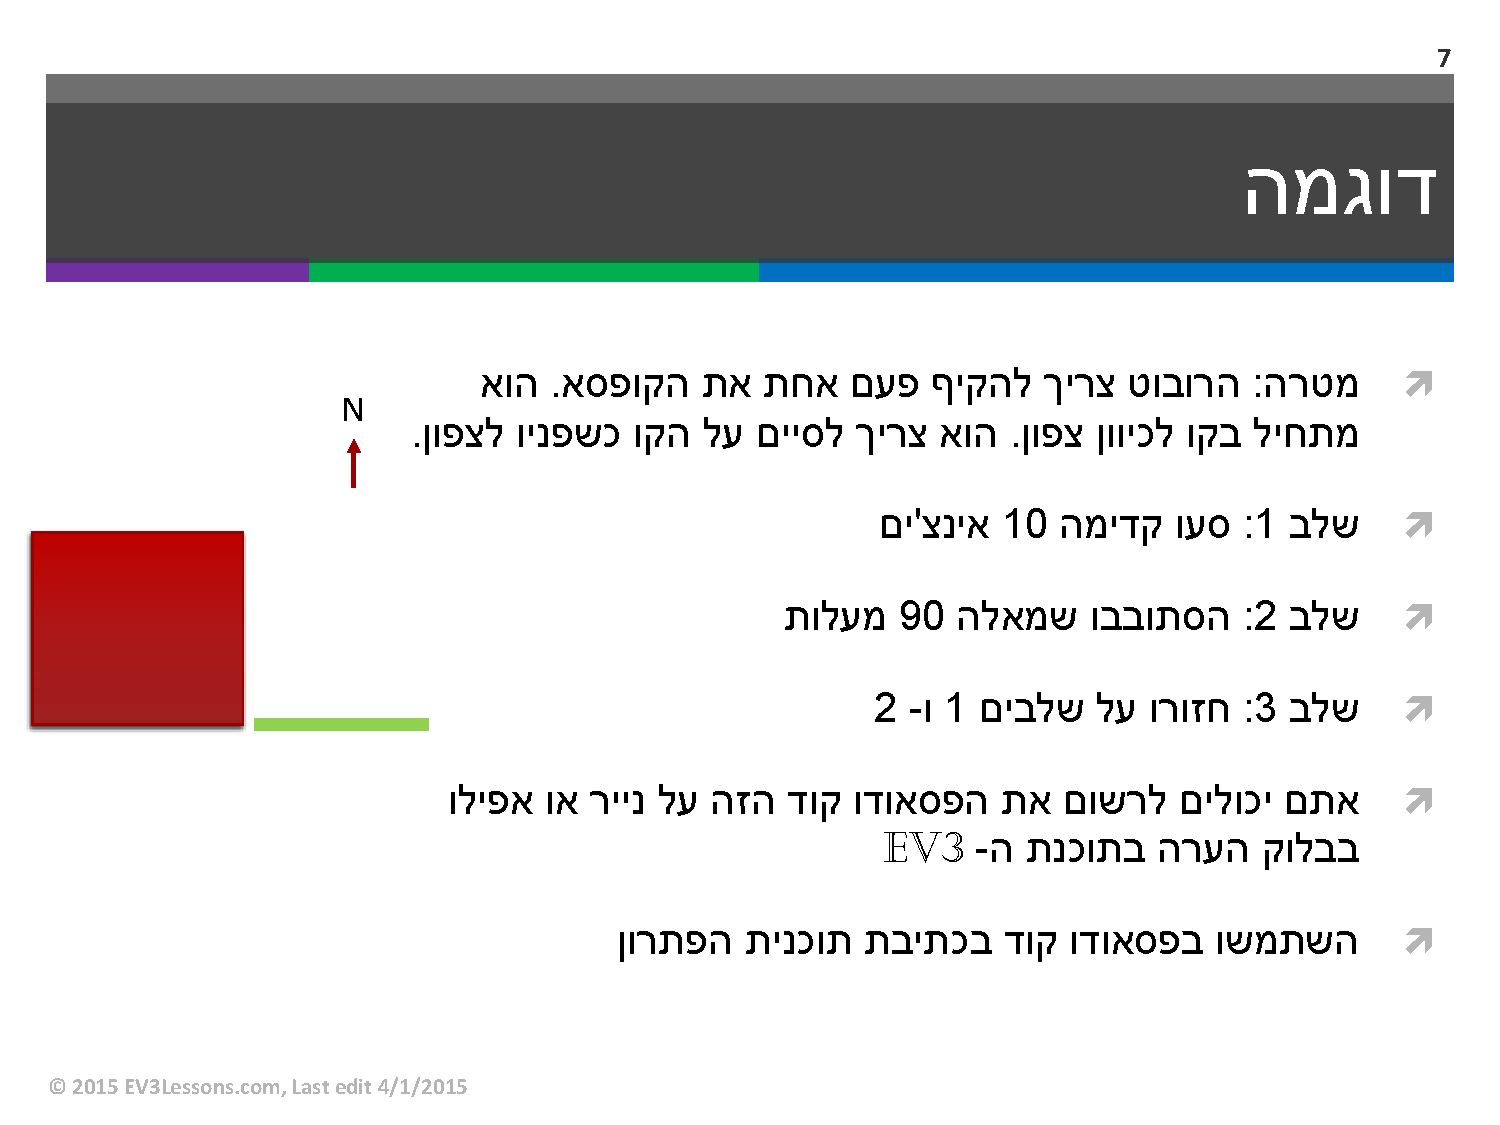 7
דוגמה
מטרה: הרובוט צריך להקיף פעם אחת את הקופסא. הוא
מתחיל בקו לכיוון צפון. הוא צריך לסיים על הקו כשפניו לצפון.
N
שלב 1: סעו קדימה 10 אינצ'ים
שלב 2: הסתובבו שמאלה 90 מעלות
שלב 3: חזורו על שלבים 1 ו- 2
אתם יכולים לרשום את הפסאודו קוד הזה על נייר או אפילו
בבלוק הערה בתוכנת ה- EV3
השתמשו בפסאודו קוד בכתיבת תוכנית הפתרון
© 2015 EV3Lessons.com, Last edit 4/1/2015